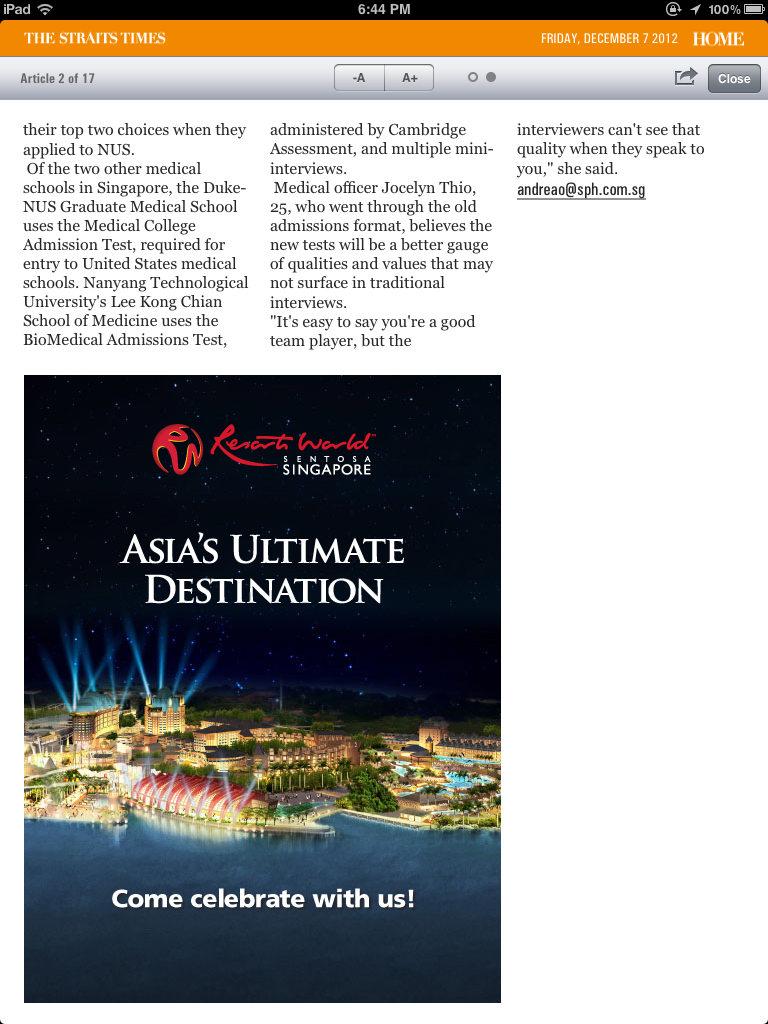 iPad 6:44 PM 100%
THE STRAITS TIMES FRIDAY, DECEMBER 7 2012 HOME
Article 2 of 17 -A A+ Close
their top two choices when they
applied to NUS.
Of the two other medical
schools in Singapore, the Duke-
NUS Graduate Medical School
uses the Medical College
Admission Test, required for
entry to United States medical
schools. Nanyang Technological
University's Lee Kong Chian
School of Medicine uses the
BioMedical Admissions Test,
administered by Cambridge
Assessment, and multiple mini-
interviews.
Medical officer Jocelyn Thio,
25, who went through the old
admissions format, believes the
new tests will be a better gauge
of qualities and values that may
not surface in traditional
interviews.
"It's easy to say you're a good
team player, but the
interviewers can't see that
quality when they speak to
you," she said.
andreao@sph.com.sg
Resorts World
SENTOSA
SINGAPORE
ASIA'S ULTIMATE
DESTINATION
Come celebrate with us!